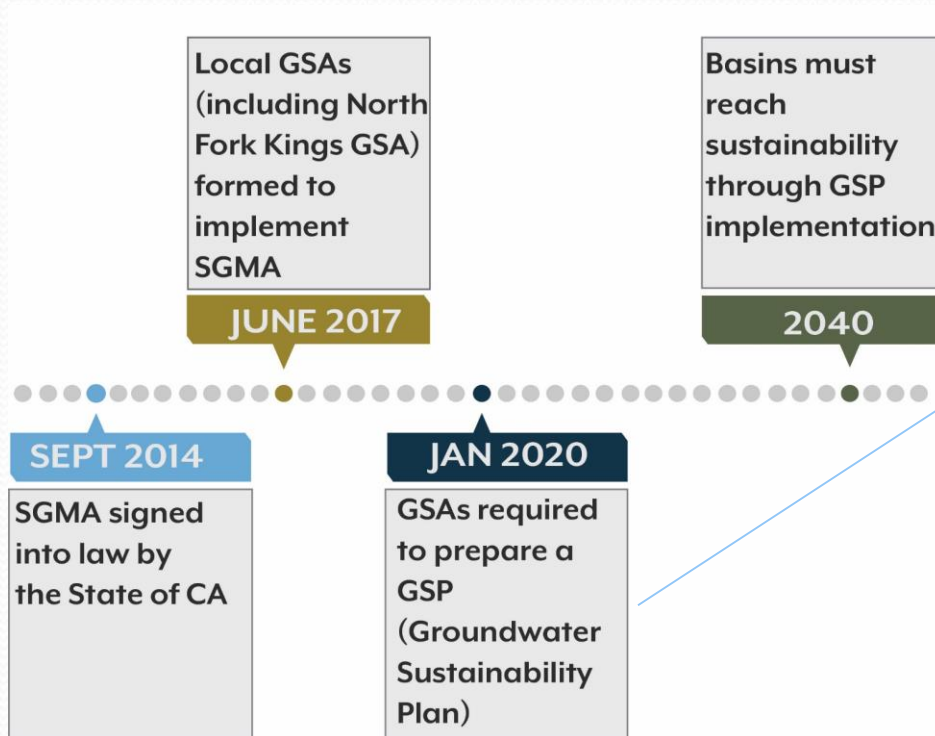 Local GSAs
(including North
Fork Kings GSA)
formed to
implement
SGMA
JUNE 2017
Basins must
reach
sustainability
through GSP
implementation
2040
SEPT 2014
SGMA signed
into law by
the State of CA
JAN 2020
GSAs required
to prepare a
GSP
(Groundwater
Sustainability
Plan)